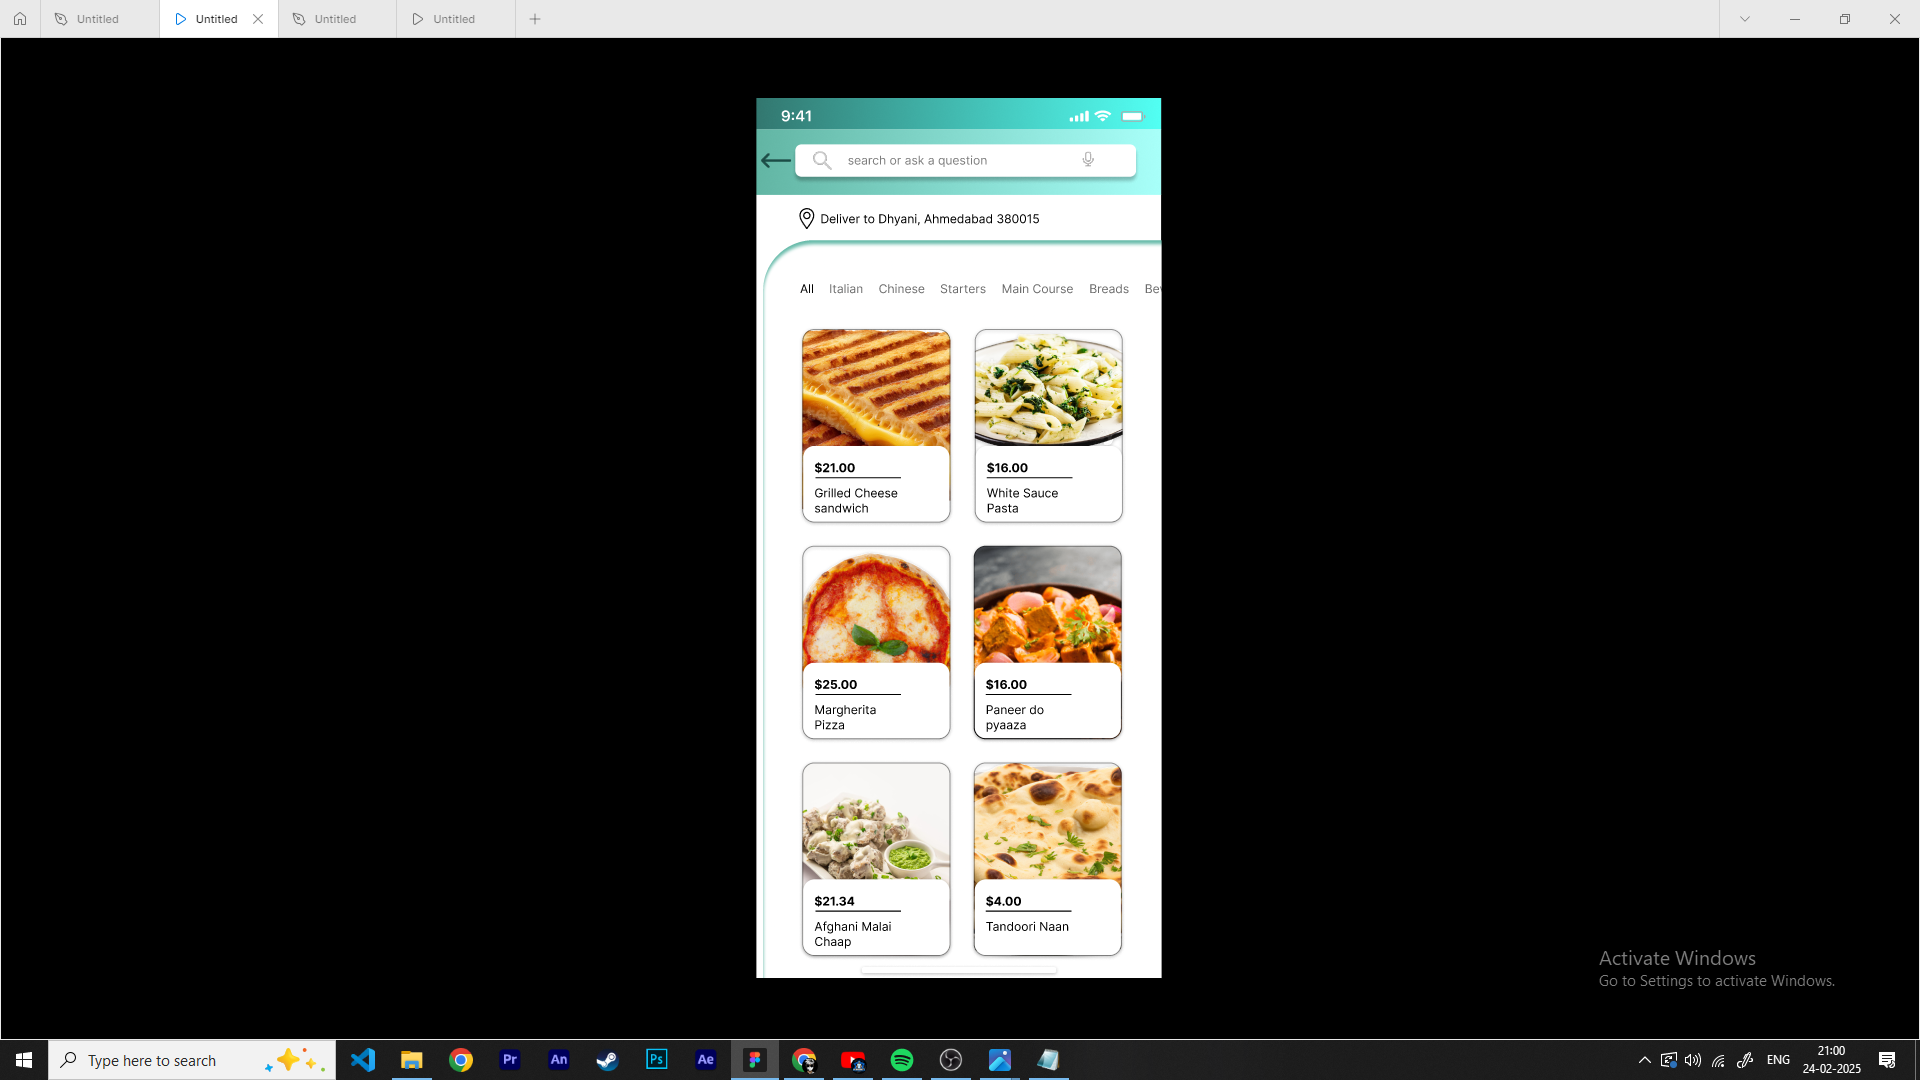 Untitled
Untitled
Untitled
Untitled
9:41
search or ask a question
Deliver to Dhyani, Ahmedabad 380015
All Italian Chinese Starters Main Course Breads Bev
$21.00
Grilled Cheese
sandwich
$16.00
White Sauce
Pasta
$25.00
Margherita
Pizza
$16.00
Paneer do
pyaaza
$21.34
Afghani Malai
Chaap
$4.00
Tandoori Naan
Activate Windows
Go to Settings to activate Windows.
Type here to search
Pr
An
Ps
Ae
ENG
21:00
24-02-2025